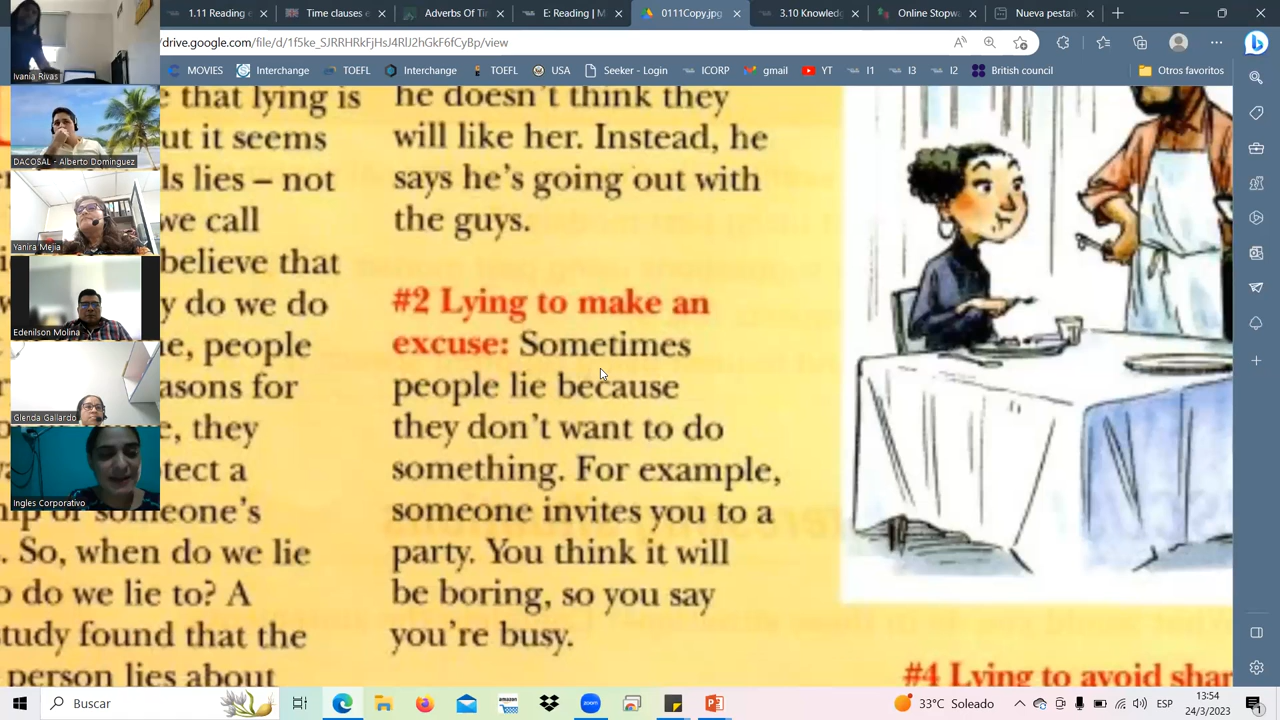 1.11 Reading e
Time clauses e
Adverbs Of Ti
E: Reading | M
0111Copy.jpg
3.10 Knowled
Online Stopw
Nueva pestañ
drive.google.com/file/d/1f5ke_SJRRHRkFjHsJ4RlJ2hGkF6fCyBp/view
MOVIES
Interchange
TOEFL
Interchange
TOEFL
USA
Seeker - Login
ICORP
gmail
YT
I1
I3
I2
British council
Otros favoritos
Ivania Rivas
DACOSAL - Alberto Dominguez
Yanira Mejia
Edenilson Molina
Glenda Gallardo
Ingles Corporativo
e that lying is
ut it seems
ls lies – not
we call
believe that
y do we do
e, people
asons for
e, they
tect a
ip or someone's
. So, when do we lie
o do we lie to? A
study found that the
person lies about
he doesn't think they
will like her. Instead, he
says he's going out with
the guys.
#2 Lying to make an
excuse: Sometimes
people lie because
they don't want to do
something. For example,
someone invites you to a
party. You think it will
be boring, so you say
you're busy.
#4 Lying to avoid shar
Buscar
zoom
33°C Soleado
ESP
13:54
24/3/2023
1